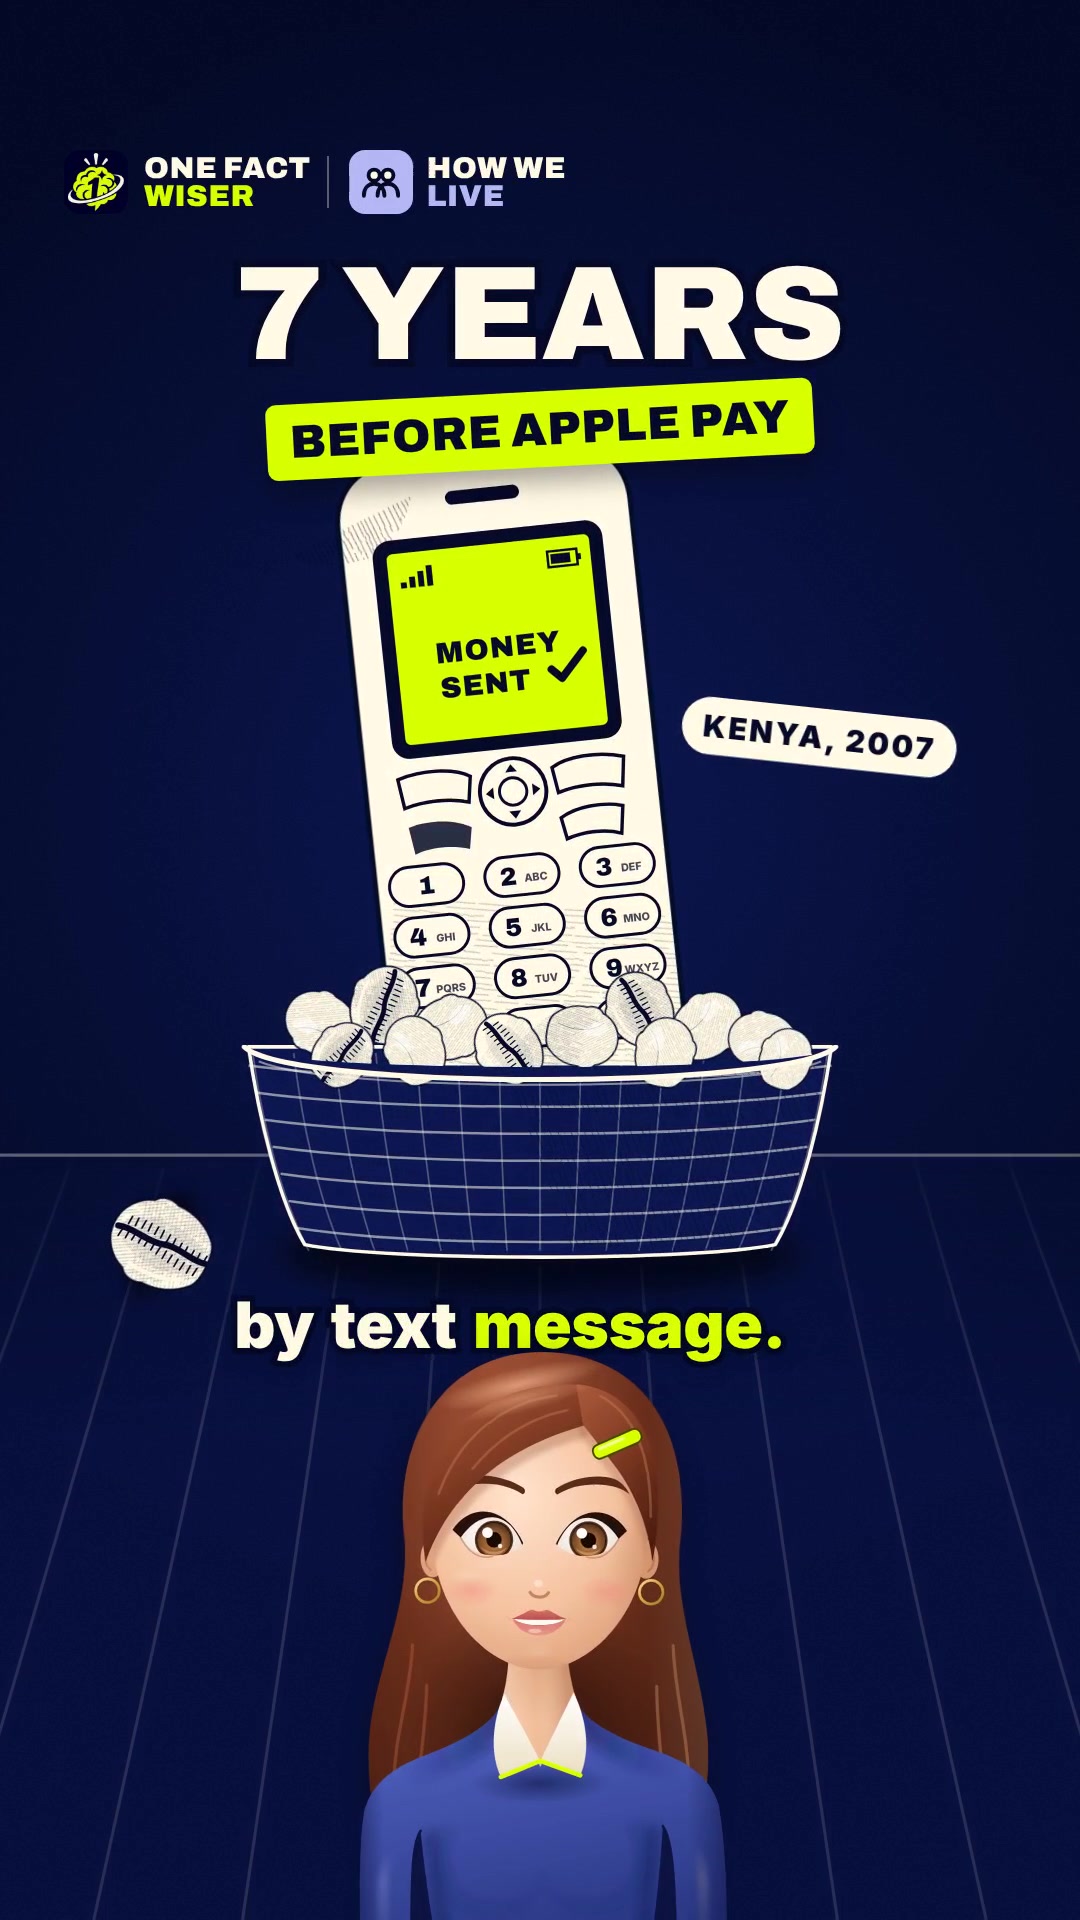 ONE FACT
WISER
HOW WE
LIVE
7 YEARS
BEFORE APPLE PAY
MONEY
SENT
KENYA, 2007
1
2 ABC
3 DEF
4 GHI
5 JKL
6 MNO
7 PQRS
8 TUV
9 WXYZ
by text message.